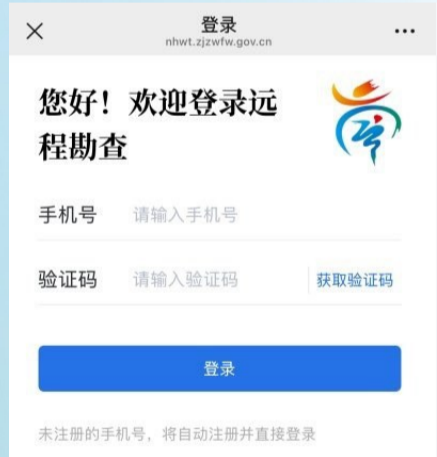 登录
nhwt.zjzwfw.gov.cn
您好！欢迎登录远
程勘查
手机号 请输入手机号
验证码 请输入验证码 获取验证码
登录
未注册的手机号，将自动注册并直接登录